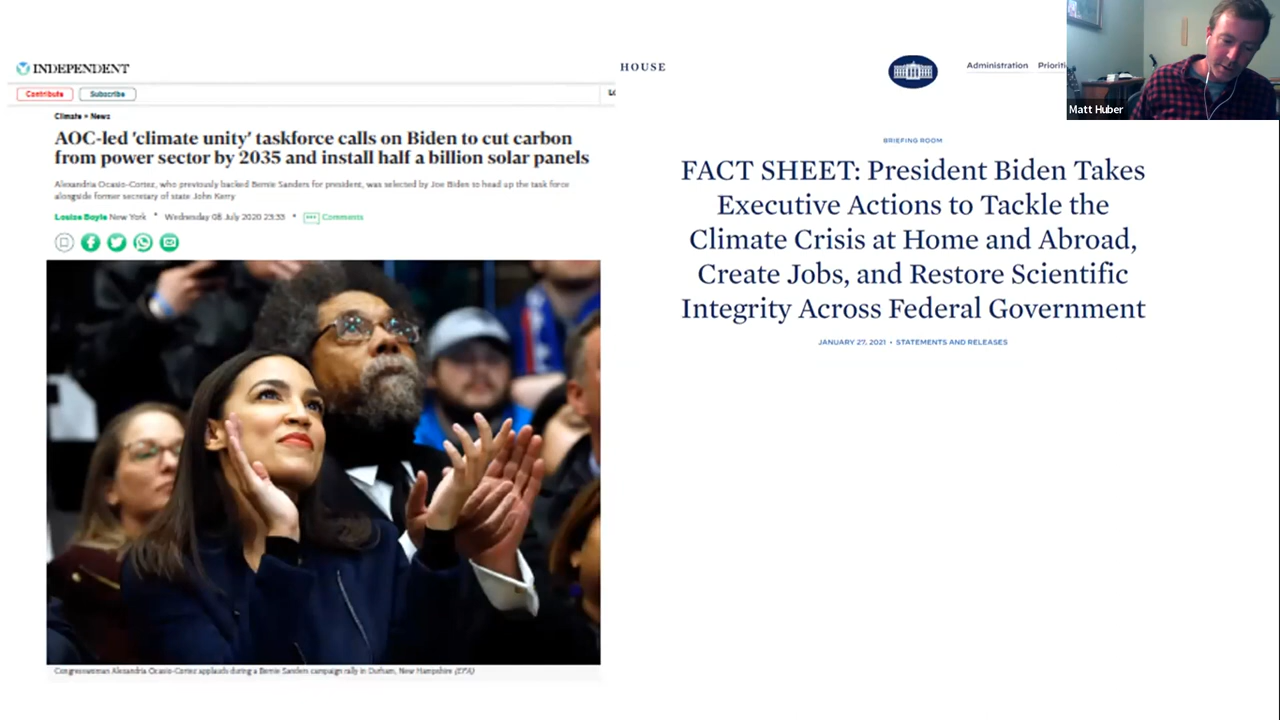 INDEPENDENT
Contribute
Subscribe
LO
Climate > News
AOC-led 'climate unity' taskforce calls on Biden to cut carbon
from power sector by 2035 and install half a billion solar panels
Alexandria Ocasio-Cortez, who previously backed Bernie Sanders for president, was selected by Joe Biden to head up the task force
alongside former secretary of state John Kerry
Louise Boyle New York • Wednesday 08 July 2020 23:33 • Comments
Congresswoman Alexandria Ocasio-Cortez applauds during a Bernie Sanders campaign rally in Durham, New Hampshire (EPA)
HOUSE
Administration Prioriti
BRIEFING ROOM
FACT SHEET: President Biden Takes
Executive Actions to Tackle the
Climate Crisis at Home and Abroad,
Create Jobs, and Restore Scientific
Integrity Across Federal Government
JANUARY 27, 2021 • STATEMENTS AND RELEASES
Matt Huber